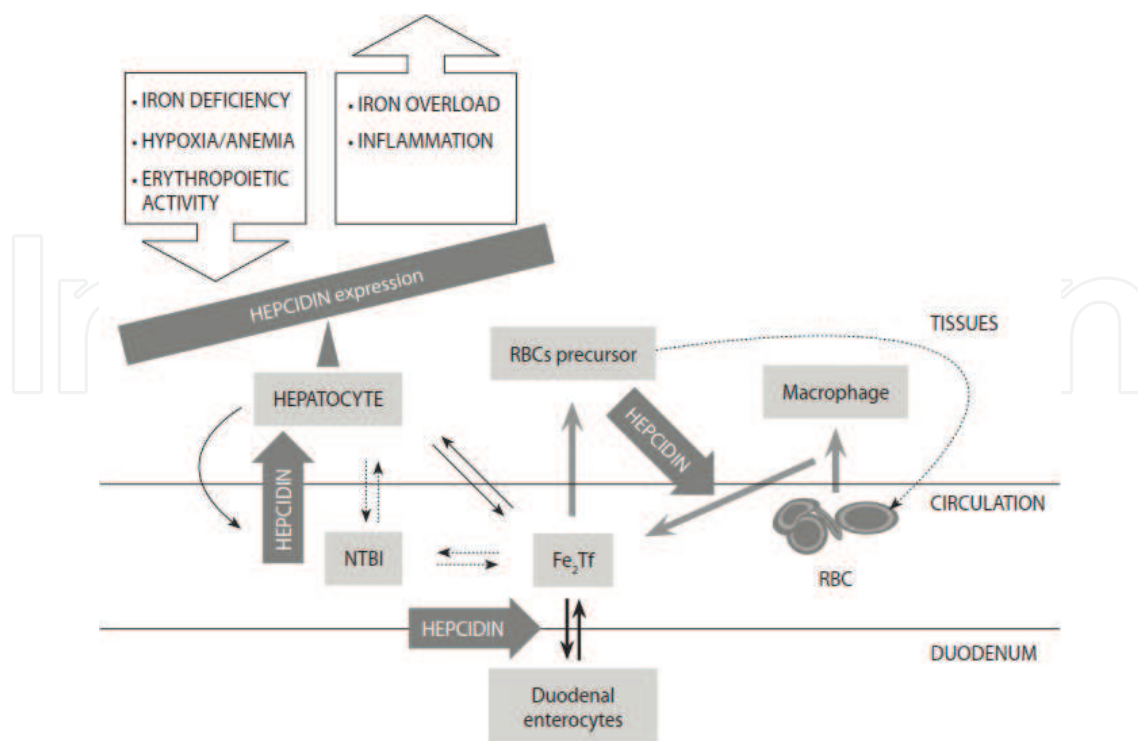 • IRON DEFICIENCY
• HYPOXIA/ANEMIA
• ERYTHROPOIETIC
ACTIVITY
• IRON OVERLOAD
• INFLAMMATION
HEPCIDIN expression
TISSUES
RBCs precursor
Macrophage
HEPATOCYTE
HEPCIDIN
HEPCIDIN
CIRCULATION
NTBI
Fe₂Tf
RBC
HEPCIDIN
DUODENUM
Duodenal
enterocytes